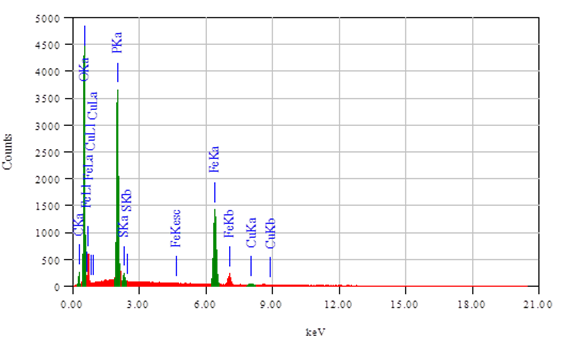 5000
4500
4000
3500
3000
2500
2000
1500
1000
500
0
Counts
CKa
OKa
FeLl
FeLa
CuLl
CuLa
PKa
SKa
SKb
FeKesc
FeKa
FeKb
CuKa
CuKb
0.00 3.00 6.00 9.00 12.00 15.00 18.00 21.00
keV